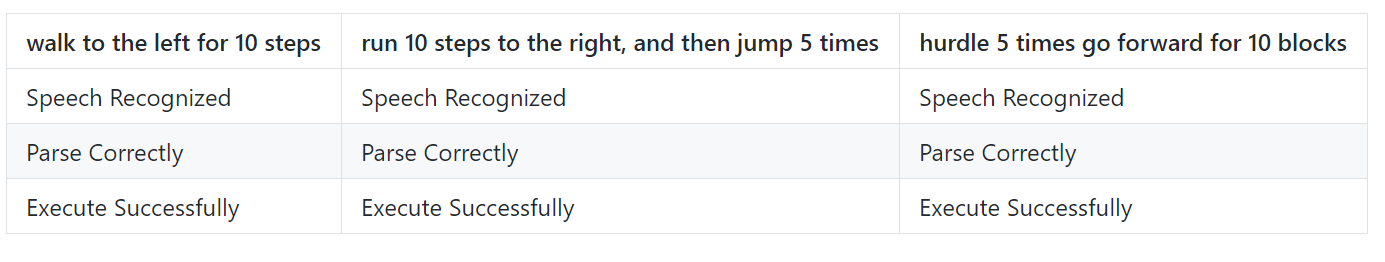 walk to the left for 10 steps run 10 steps to the right, and then jump 5 times hurdle 5 times go forward for 10 blocks
Speech Recognized Speech Recognized Speech Recognized
Parse Correctly Parse Correctly Parse Correctly
Execute Successfully Execute Successfully Execute Successfully